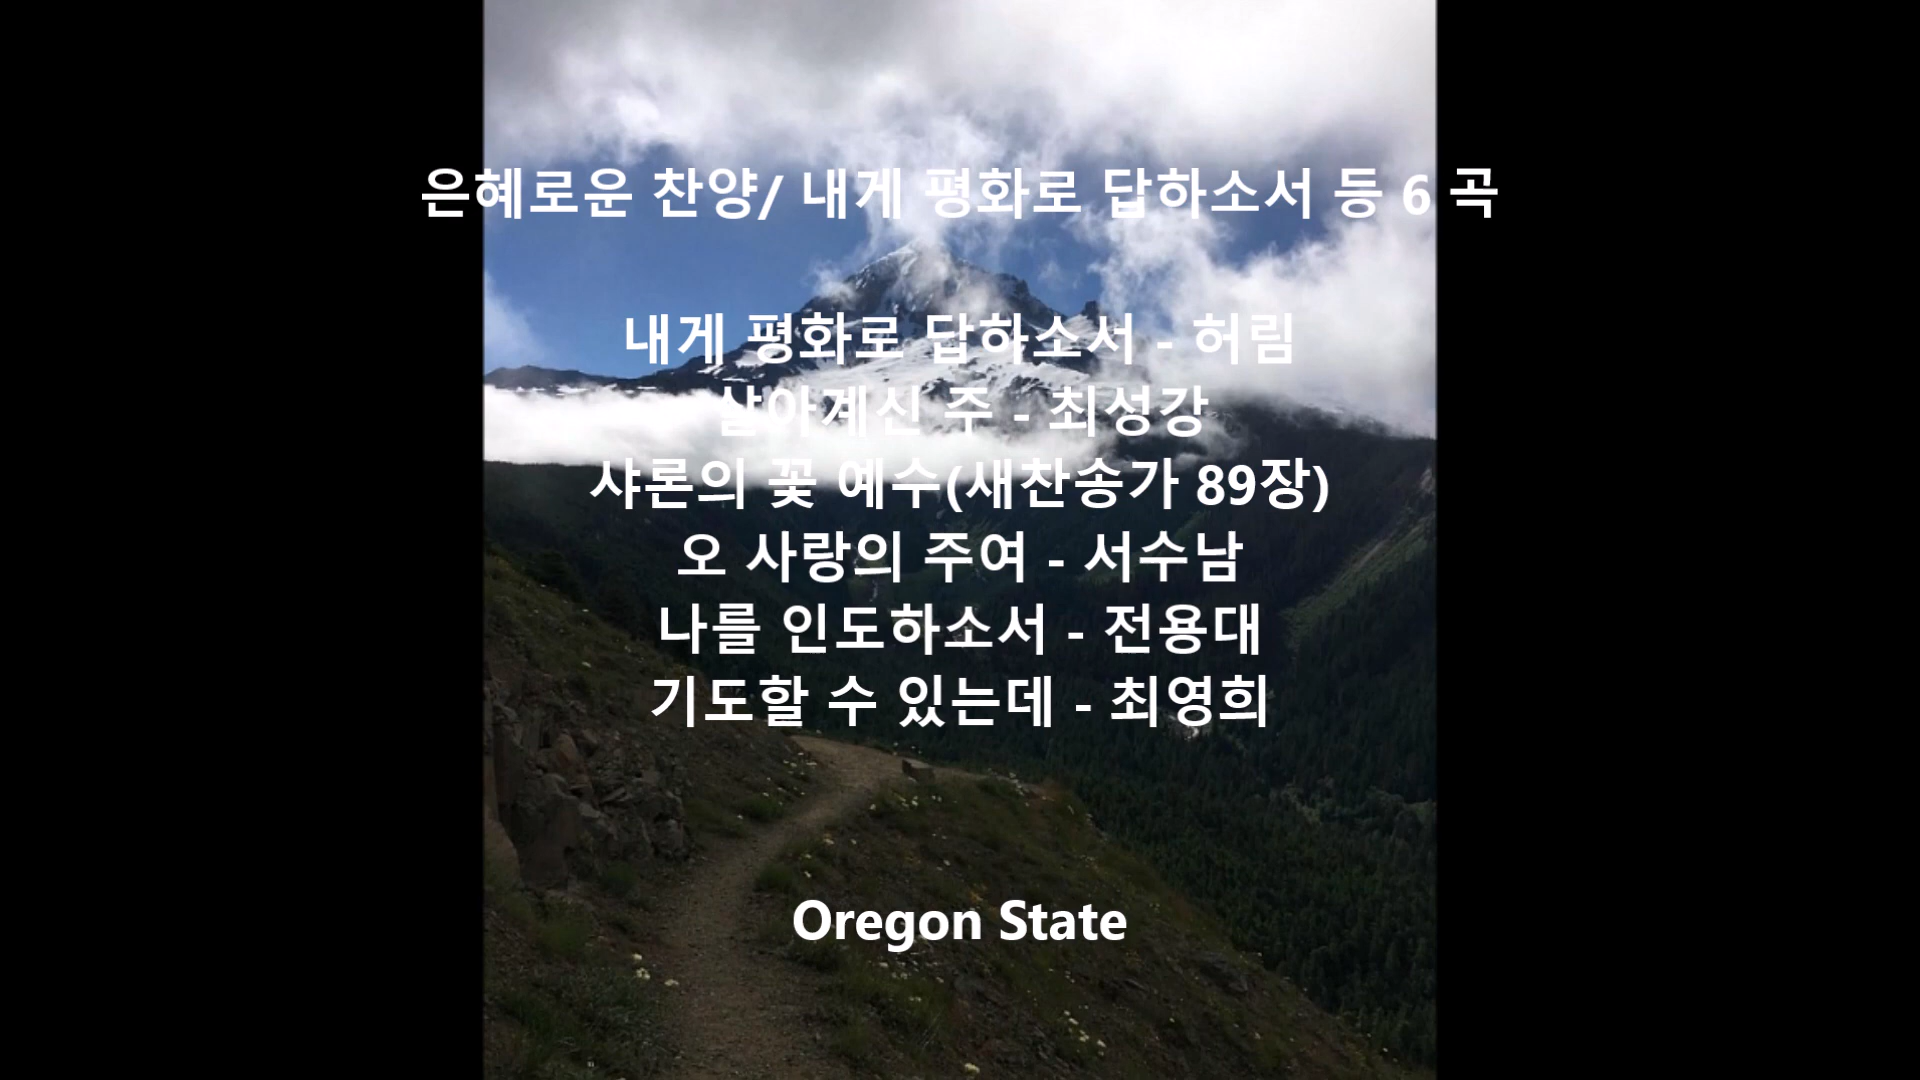 은혜로운 찬양/ 내게 평화로 답하소서 등 6 곡
내게 평화로 답하소서 - 허림
살아계신 주 - 최성강
샤론의 꽃 예수(새찬송가 89장)
오 사랑의 주여 - 서수남
나를 인도하소서 - 전용대
기도할 수 있는데 - 최영희
Oregon State